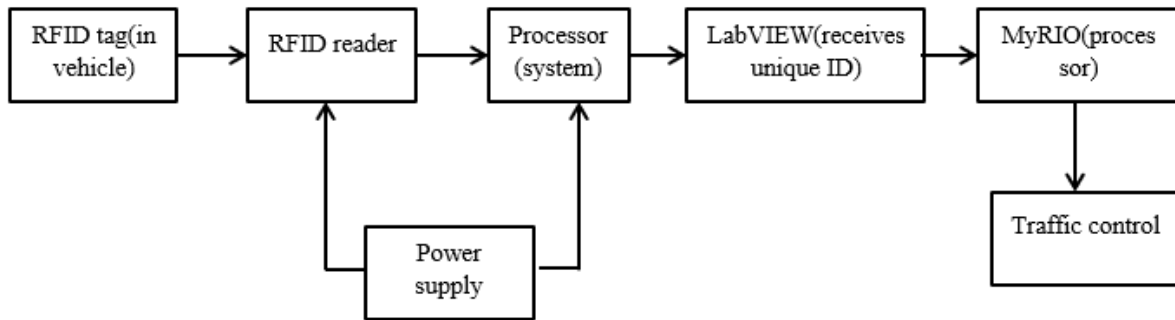 RFID tag(in
vehicle)
RFID reader
Processor
(system)
LabVIEW(receives
unique ID)
MyRIO(proces
sor)
Power
supply
Traffic control